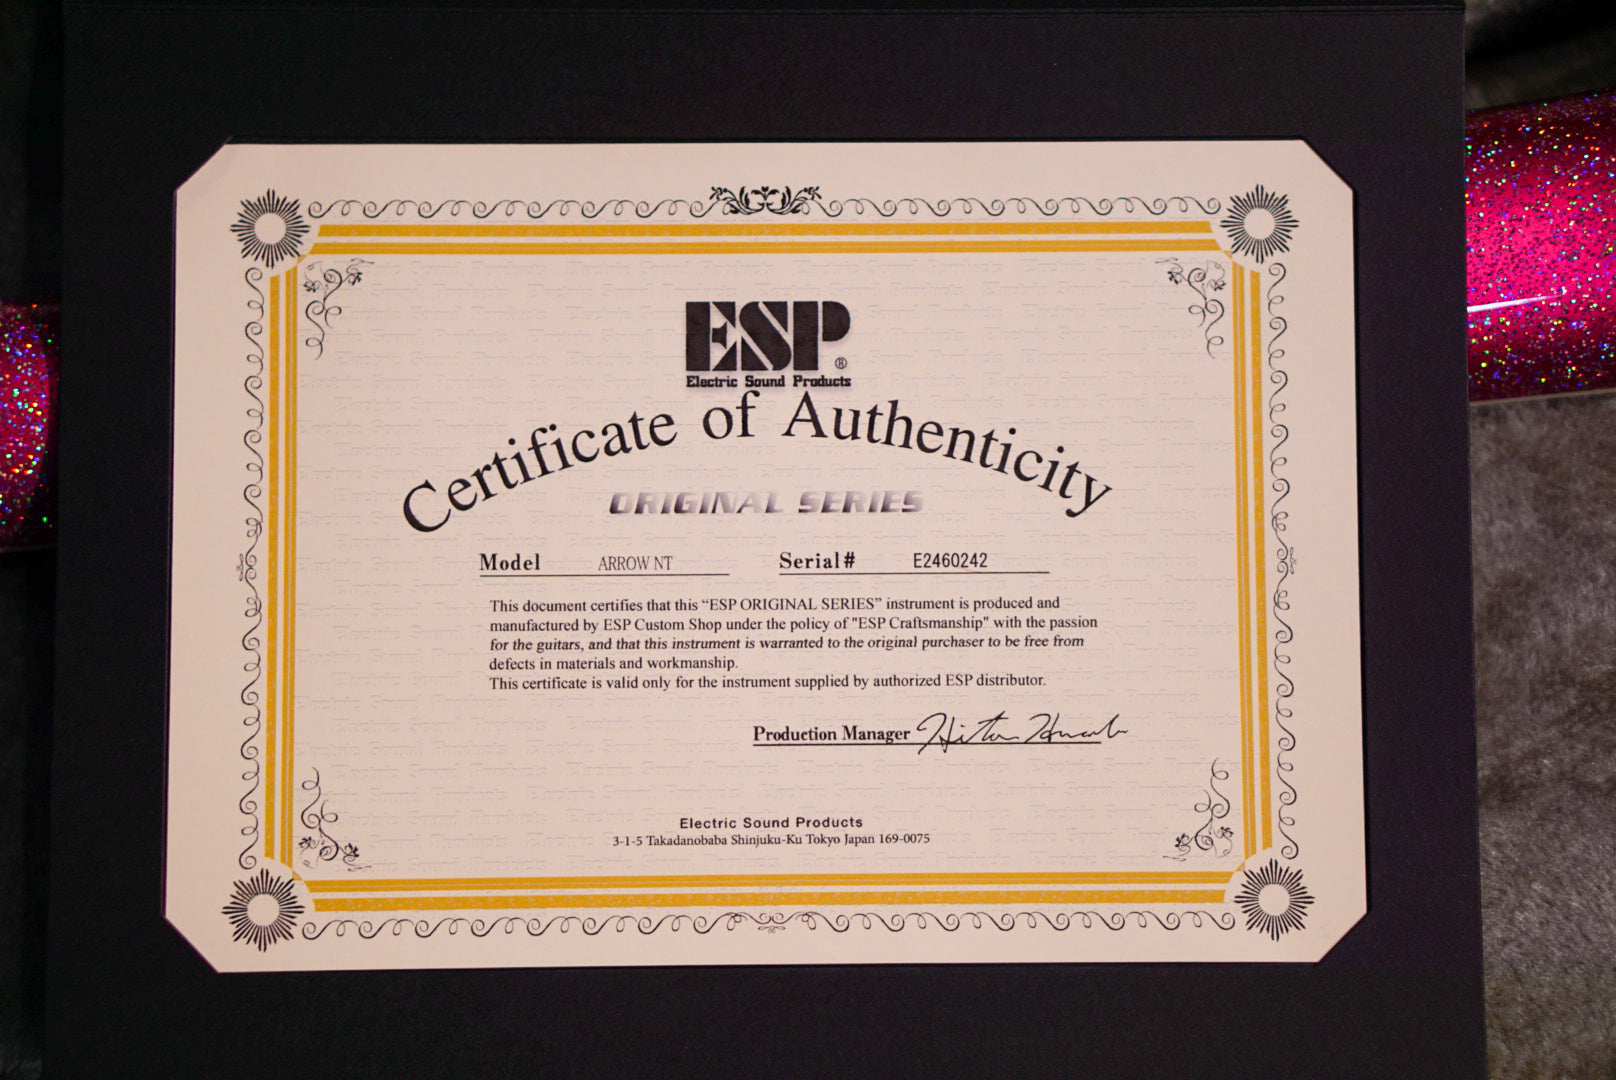 ESP®
Electric Sound Products
Certificate of Authenticity
ORIGINAL SERIES
Model ARROW NT Serial# E2460242
This document certifies that this “ESP ORIGINAL SERIES” instrument is produced and
manufactured by ESP Custom Shop under the policy of "ESP Craftsmanship" with the passion
for the guitars, and that this instrument is warranted to the original purchaser to be free from
defects in materials and workmanship.
This certificate is valid only for the instrument supplied by authorized ESP distributor.
Production Manager
Electric Sound Products
3-1-5 Takadanobaba Shinjuku-Ku Tokyo Japan 169-0075